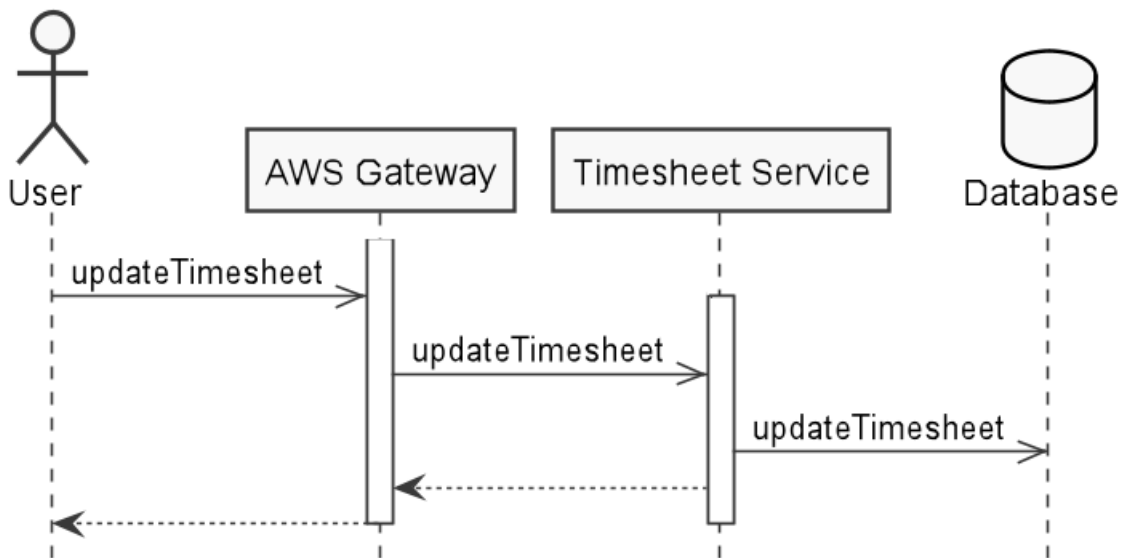 User
AWS Gateway
Timesheet Service
Database
updateTimesheet
updateTimesheet
updateTimesheet